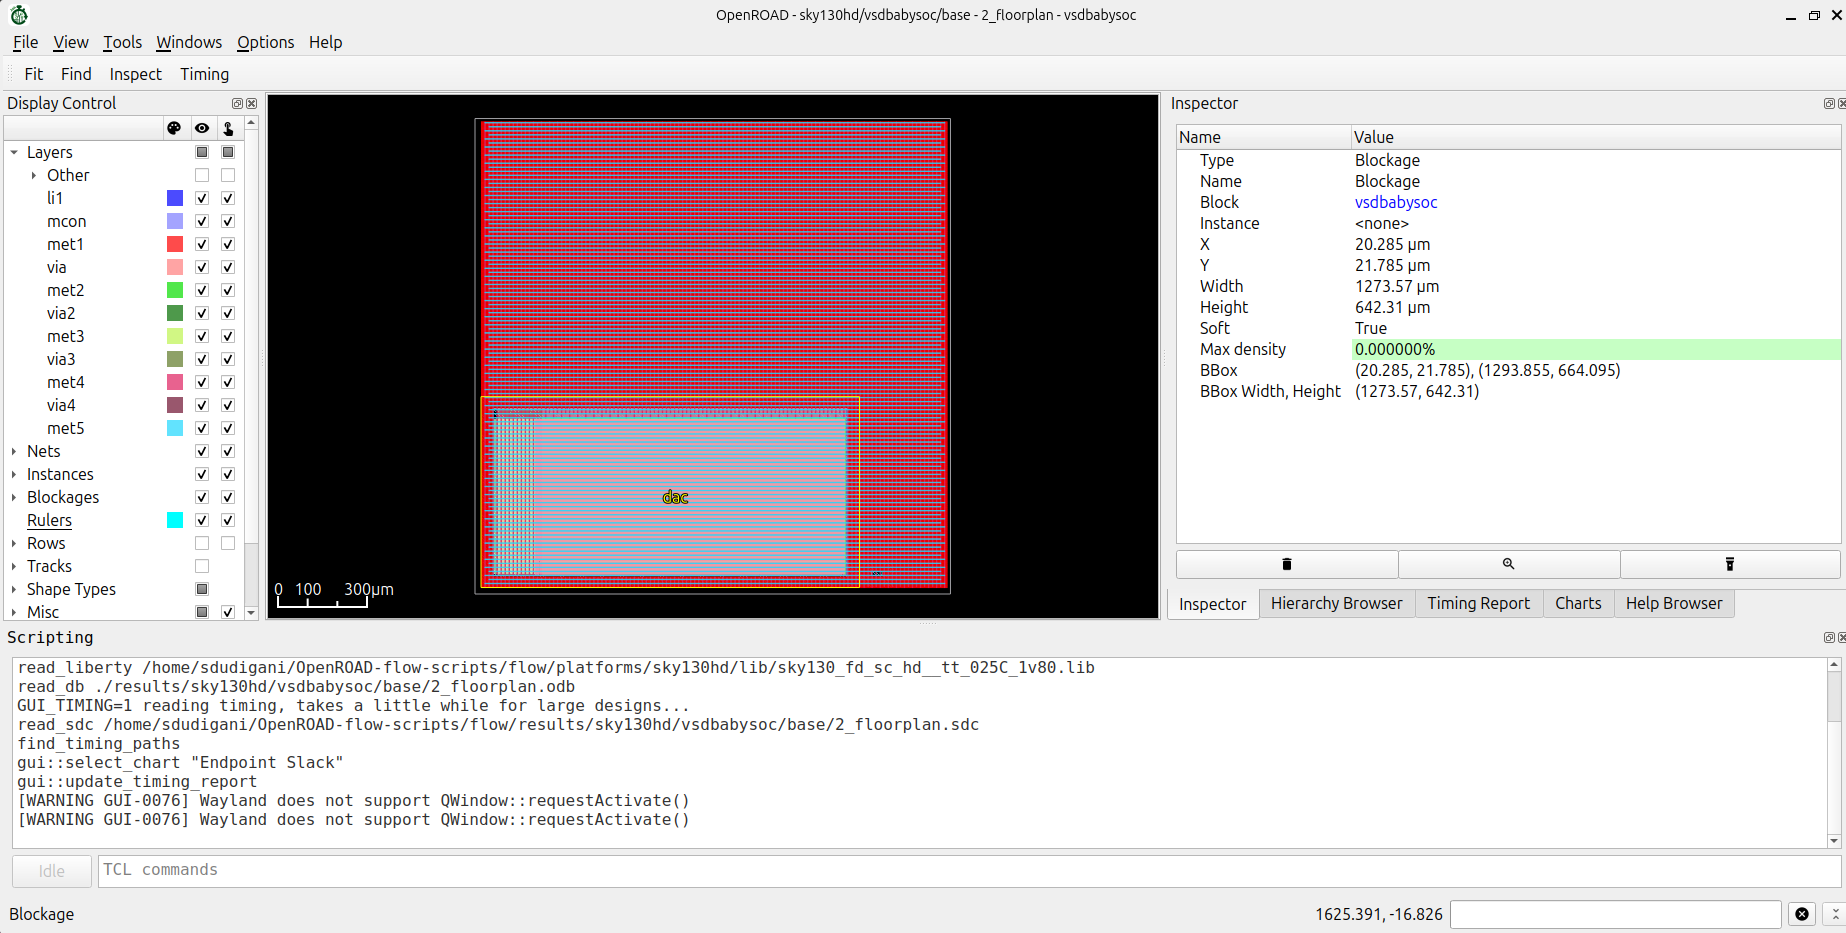 OpenROAD - sky130hd/vsdbabysoc/base - 2_floorplan - vsdbabysoc
File View Tools Windows Options Help
Fit Find Inspect Timing
Display Control
Layers
Other
li1
mcon
met1
via
met2
via2
met3
via3
met4
via4
met5
Nets
Instances
Blockages
Rulers
Rows
Tracks
Shape Types
Misc
dac
0 100 300μm
Inspector
Name Value
Type Blockage
Name Blockage
Block vsdbabysoc
Instance <none>
X 20.285 μm
Y 21.785 μm
Width 1273.57 μm
Height 642.31 μm
Soft True
Max density 0.000000%
BBox (20.285, 21.785), (1293.855, 664.095)
BBox Width, Height (1273.57, 642.31)
Inspector Hierarchy Browser Timing Report Charts Help Browser
Scripting
read_liberty /home/sdudigani/OpenROAD-flow-scripts/flow/platforms/sky130hd/lib/sky130_fd_sc_hd__tt_025C_1v80.lib
read_db ./results/sky130hd/vsdbabysoc/base/2_floorplan.odb
GUI_TIMING=1 reading timing, takes a little while for large designs...
read_sdc /home/sdudigani/OpenROAD-flow-scripts/flow/results/sky130hd/vsdbabysoc/base/2_floorplan.sdc
find_timing_paths
gui::select_chart "Endpoint Slack"
gui::update_timing_report
[WARNING GUI-0076] Wayland does not support QWindow::requestActivate()
[WARNING GUI-0076] Wayland does not support QWindow::requestActivate()
Idle TCL commands
Blockage 1625.391, -16.826